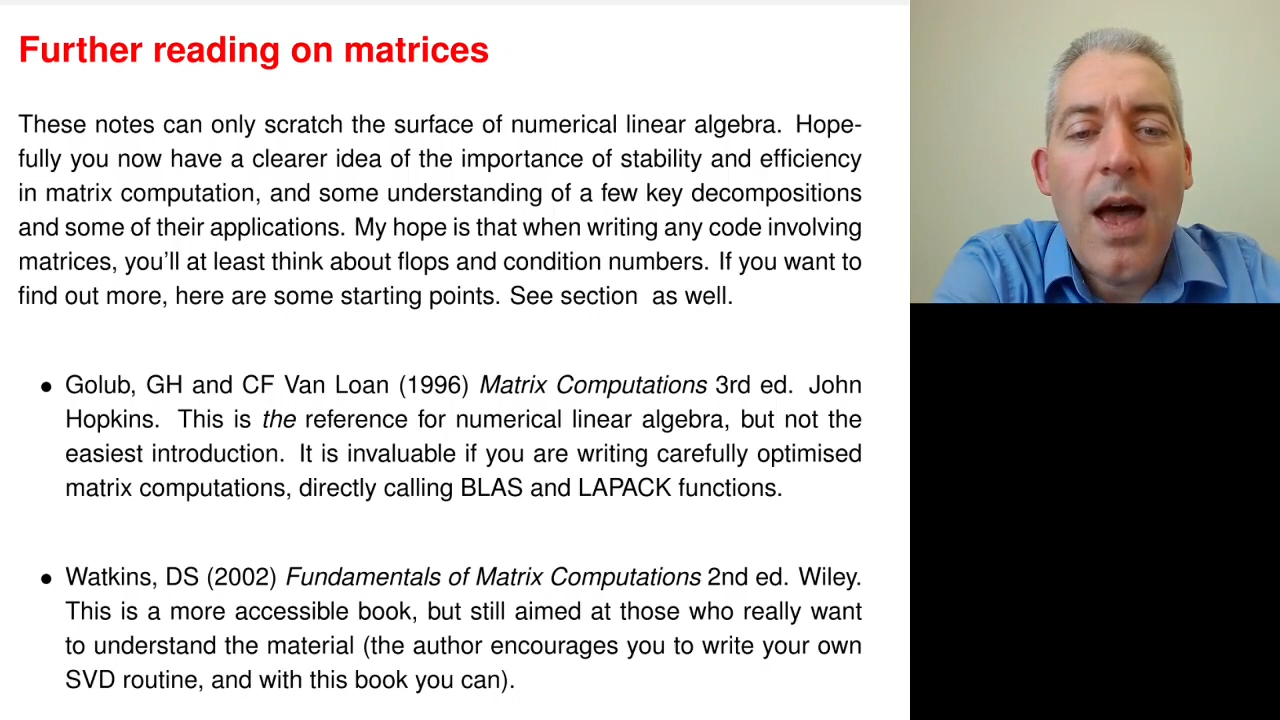 Further reading on matrices
These notes can only scratch the surface of numerical linear algebra. Hope-
fully you now have a clearer idea of the importance of stability and efficiency
in matrix computation, and some understanding of a few key decompositions
and some of their applications. My hope is that when writing any code involving
matrices, you'll at least think about flops and condition numbers. If you want to
find out more, here are some starting points. See section as well.
• Golub, GH and CF Van Loan (1996) Matrix Computations 3rd ed. John
Hopkins. This is the reference for numerical linear algebra, but not the
easiest introduction. It is invaluable if you are writing carefully optimised
matrix computations, directly calling BLAS and LAPACK functions.
• Watkins, DS (2002) Fundamentals of Matrix Computations 2nd ed. Wiley.
This is a more accessible book, but still aimed at those who really want
to understand the material (the author encourages you to write your own
SVD routine, and with this book you can).